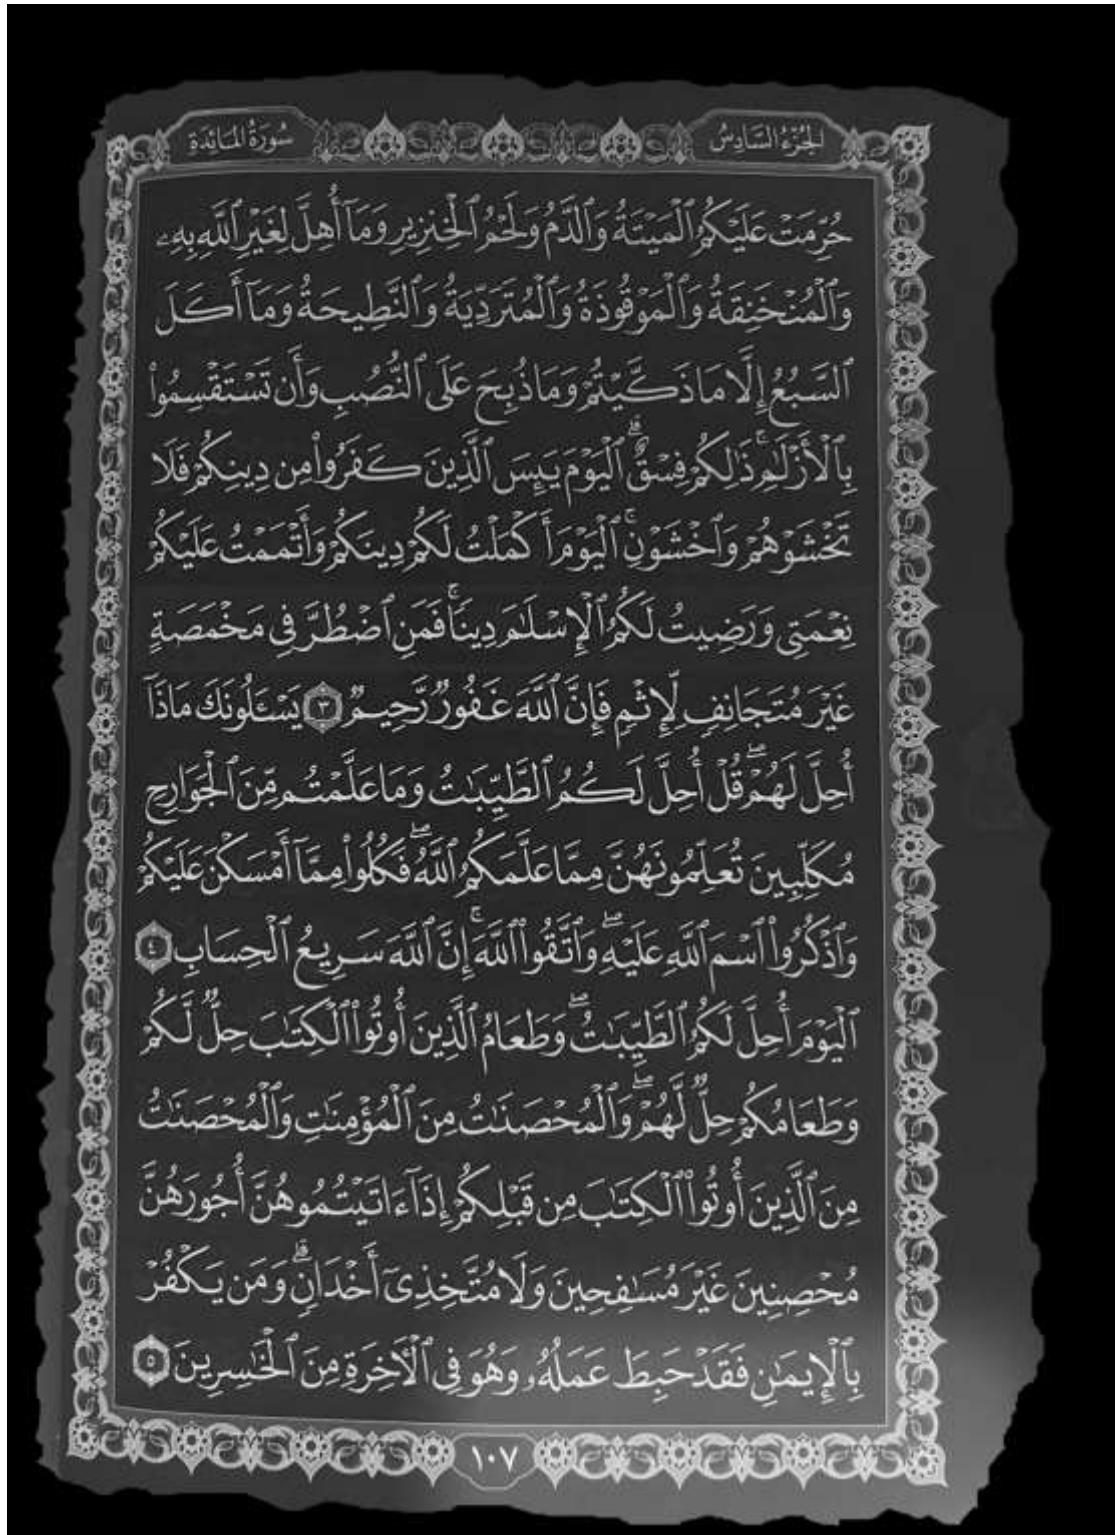 الجزء السادس
سورة المائدة
حُرِّمَتْ عَلَيْكُمُ ٱلْمَيْتَةُ وَٱلدَّمُ وَلَحْمُ ٱلْخِنزِيرِ وَمَآ أُهِلَّ لِغَيْرِ ٱللَّهِ بِهِۦ
وَٱلْمُنْخَنِقَةُ وَٱلْمَوْقُوذَةُ وَٱلْمُتَرَدِّيَةُ وَٱلنَّطِيحَةُ وَمَآ أَكَلَ
ٱلسَّبُعُ إِلَّا مَا ذَكَّيْتُمْ وَمَا ذُبِحَ عَلَى ٱلنُّصُبِ وَأَن تَسْتَقْسِمُوا۟
بِٱلْأَزْلَٰمِ ۚ ذَٰلِكُمْ فِسْقٌ ۗ ٱلْيَوْمَ يَئِسَ ٱلَّذِينَ كَفَرُوا۟ مِن دِينِكُمْ فَلَا
تَخْشَوْهُمْ وَٱخْشَوْنِ ۚ ٱلْيَوْمَ أَكْمَلْتُ لَكُمْ دِينَكُمْ وَأَتْمَمْتُ عَلَيْكُمْ
نِعْمَتِى وَرَضِيتُ لَكُمُ ٱلْإِسْلَٰمَ دِينًا ۚ فَمَنِ ٱضْطُرَّ فِى مَخْمَصَةٍ
غَيْرَ مُتَجَانِفٍ لِّإِثْمٍ فَإِنَّ ٱللَّهَ غَفُورٌ رَّحِيمٌ ٣ يَسْـَٔلُونَكَ مَاذَآ
أُحِلَّ لَهُمْ ۖ قُلْ أُحِلَّ لَكُمُ ٱلطَّيِّبَٰتُ وَمَا عَلَّمْتُم مِّنَ ٱلْجَوَارِحِ
مُكَلِّبِينَ تُعَلِّمُونَهُنَّ مِمَّا عَلَّمَكُمُ ٱللَّهُ ۖ فَكُلُوا۟ مِمَّآ أَمْسَكْنَ عَلَيْكُمْ
وَٱذْكُرُوا۟ ٱسْمَ ٱللَّهِ عَلَيْهِ ۖ وَٱتَّقُوا۟ ٱللَّهَ ۚ إِنَّ ٱللَّهَ سَرِيعُ ٱلْحِسَابِ ٤
ٱلْيَوْمَ أُحِلَّ لَكُمُ ٱلطَّيِّبَٰتُ ۖ وَطَعَامُ ٱلَّذِينَ أُوتُوا۟ ٱلْكِتَٰبَ حِلٌّ لَّكُمْ
وَطَعَامُكُمْ حِلٌّ لَّهُمْ ۖ وَٱلْمُحْصَنَٰتُ مِنَ ٱلْمُؤْمِنَٰتِ وَٱلْمُحْصَنَٰتُ
مِنَ ٱلَّذِينَ أُوتُوا۟ ٱلْكِتَٰبَ مِن قَبْلِكُمْ إِذَآ ءَاتَيْتُمُوهُنَّ أُجُورَهُنَّ
مُحْصِنِينَ غَيْرَ مُسَٰفِحِينَ وَلَا مُتَّخِذِىٓ أَخْدَانٍ ۗ وَمَن يَكْفُرْ
بِٱلْإِيمَٰنِ فَقَدْ حَبِطَ عَمَلُهُۥ وَهُوَ فِى ٱلْـَٔاخِرَةِ مِنَ ٱلْخَٰسِرِينَ ٥
١٠٧